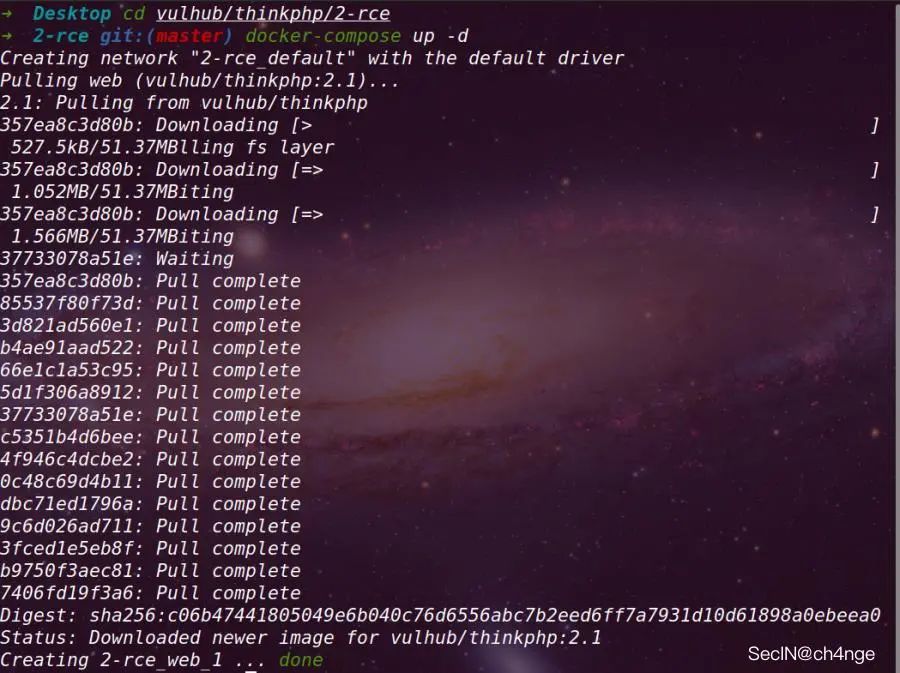 → Desktop cd vulhub/thinkphp/2-rce
→ 2-rce git:(master) docker-compose up -d
Creating network "2-rce_default" with the default driver
Pulling web (vulhub/thinkphp:2.1)...
2.1: Pulling from vulhub/thinkphp
357ea8c3d80b: Downloading [> ]
527.5kB/51.37MBlling fs layer
357ea8c3d80b: Downloading [=> ]
1.052MB/51.37MBiting
357ea8c3d80b: Downloading [=> ]
1.566MB/51.37MBiting
37733078a51e: Waiting
357ea8c3d80b: Pull complete
85537f80f73d: Pull complete
3d821ad560e1: Pull complete
b4ae91aad522: Pull complete
66e1c1a53c95: Pull complete
5d1f306a8912: Pull complete
37733078a51e: Pull complete
c5351b4d6bee: Pull complete
4f946c4dcbe2: Pull complete
0c48c69d4b11: Pull complete
dbc71ed1796a: Pull complete
9c6d026ad711: Pull complete
3fced1e5eb8f: Pull complete
b9750f3aec81: Pull complete
7406fd19f3a6: Pull complete
Digest: sha256:c06b47441805049e6b040c76d6556abc7b2eed6ff7a7931d10d61898a0ebeea0
Status: Downloaded newer image for vulhub/thinkphp:2.1
Creating 2-rce_web_1 ... done
SecIN@ch4nge